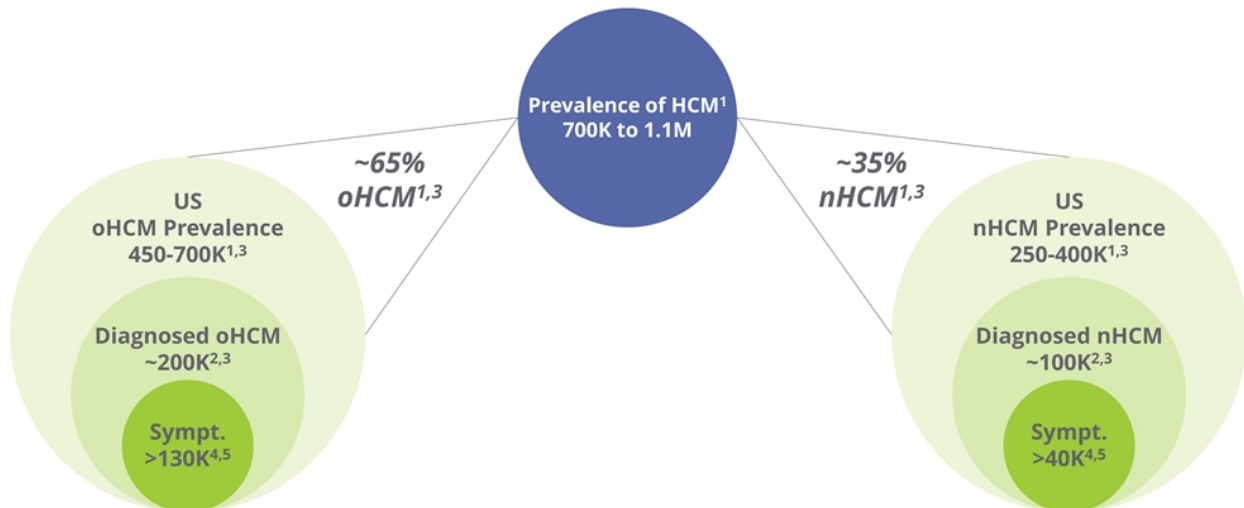 Prevalence of HCM¹
700K to 1.1M
~65%
oHCM¹,³
~35%
nHCM¹,³
US
oHCM Prevalence
450-700K¹,³
Diagnosed oHCM
~200K²,³
Sympt.
>130K⁴,⁵
US
nHCM Prevalence
250-400K¹,³
Diagnosed nHCM
~100K²,³
Sympt.
>40K⁴,⁵